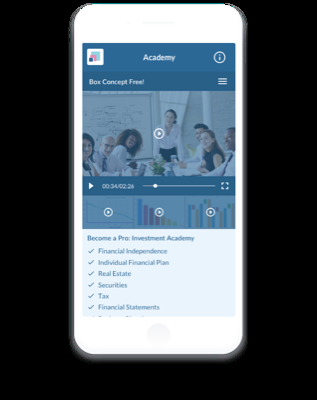 Academy
Box Concept Free!
00:34/02:26
Become a Pro: Investment Academy
Financial Independence
Individual Financial Plan
Real Estate
Securities
Tax
Financial Statements